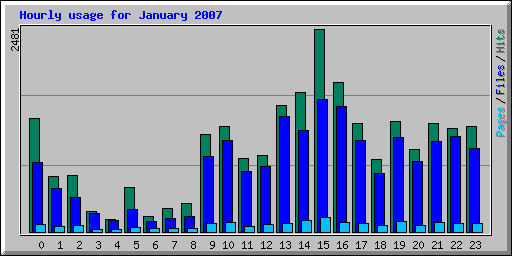 Hourly usage for January 2007
2481
Pages/Files/Hits
0 1 2 3 4 5 6 7 8 9 10 11 12 13 14 15 16 17 18 19 20 21 22 23